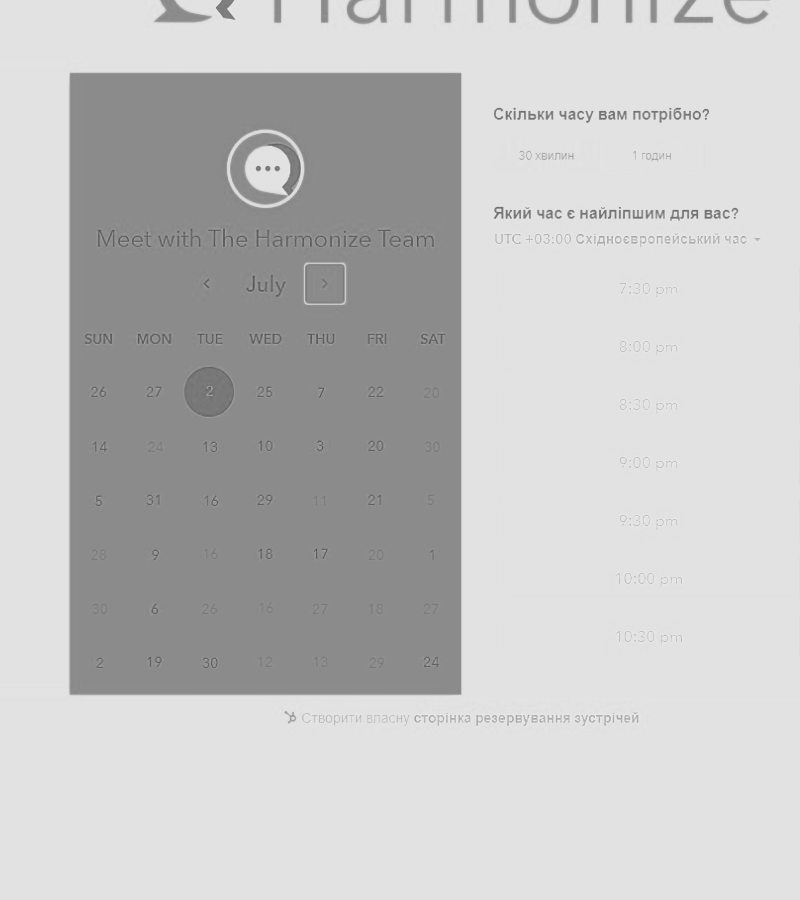 Harmonize
Meet with The Harmonize Team
July
SUN MON TUE WED THU FRI SAT
26 27 2 25 7 22 20
14 24 13 10 3 20 30
5 31 16 29 11 21 5
28 9 16 18 17 20 1
30 6 26 16 27 18 27
2 19 30 12 13 29 24
Скільки часу вам потрібно?
30 хвилин 1 годин
Який час є найліпшим для вас?
UTC +03:00 Східноєвропейський час
7:30 pm
8:00 pm
8:30 pm
9:00 pm
9:30 pm
10:00 pm
10:30 pm
Створити власну сторінка резервування зустрічей